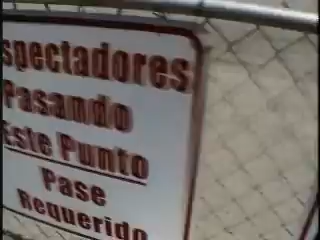 spectadores
Pasando
Este Punto
Pase
Requerido